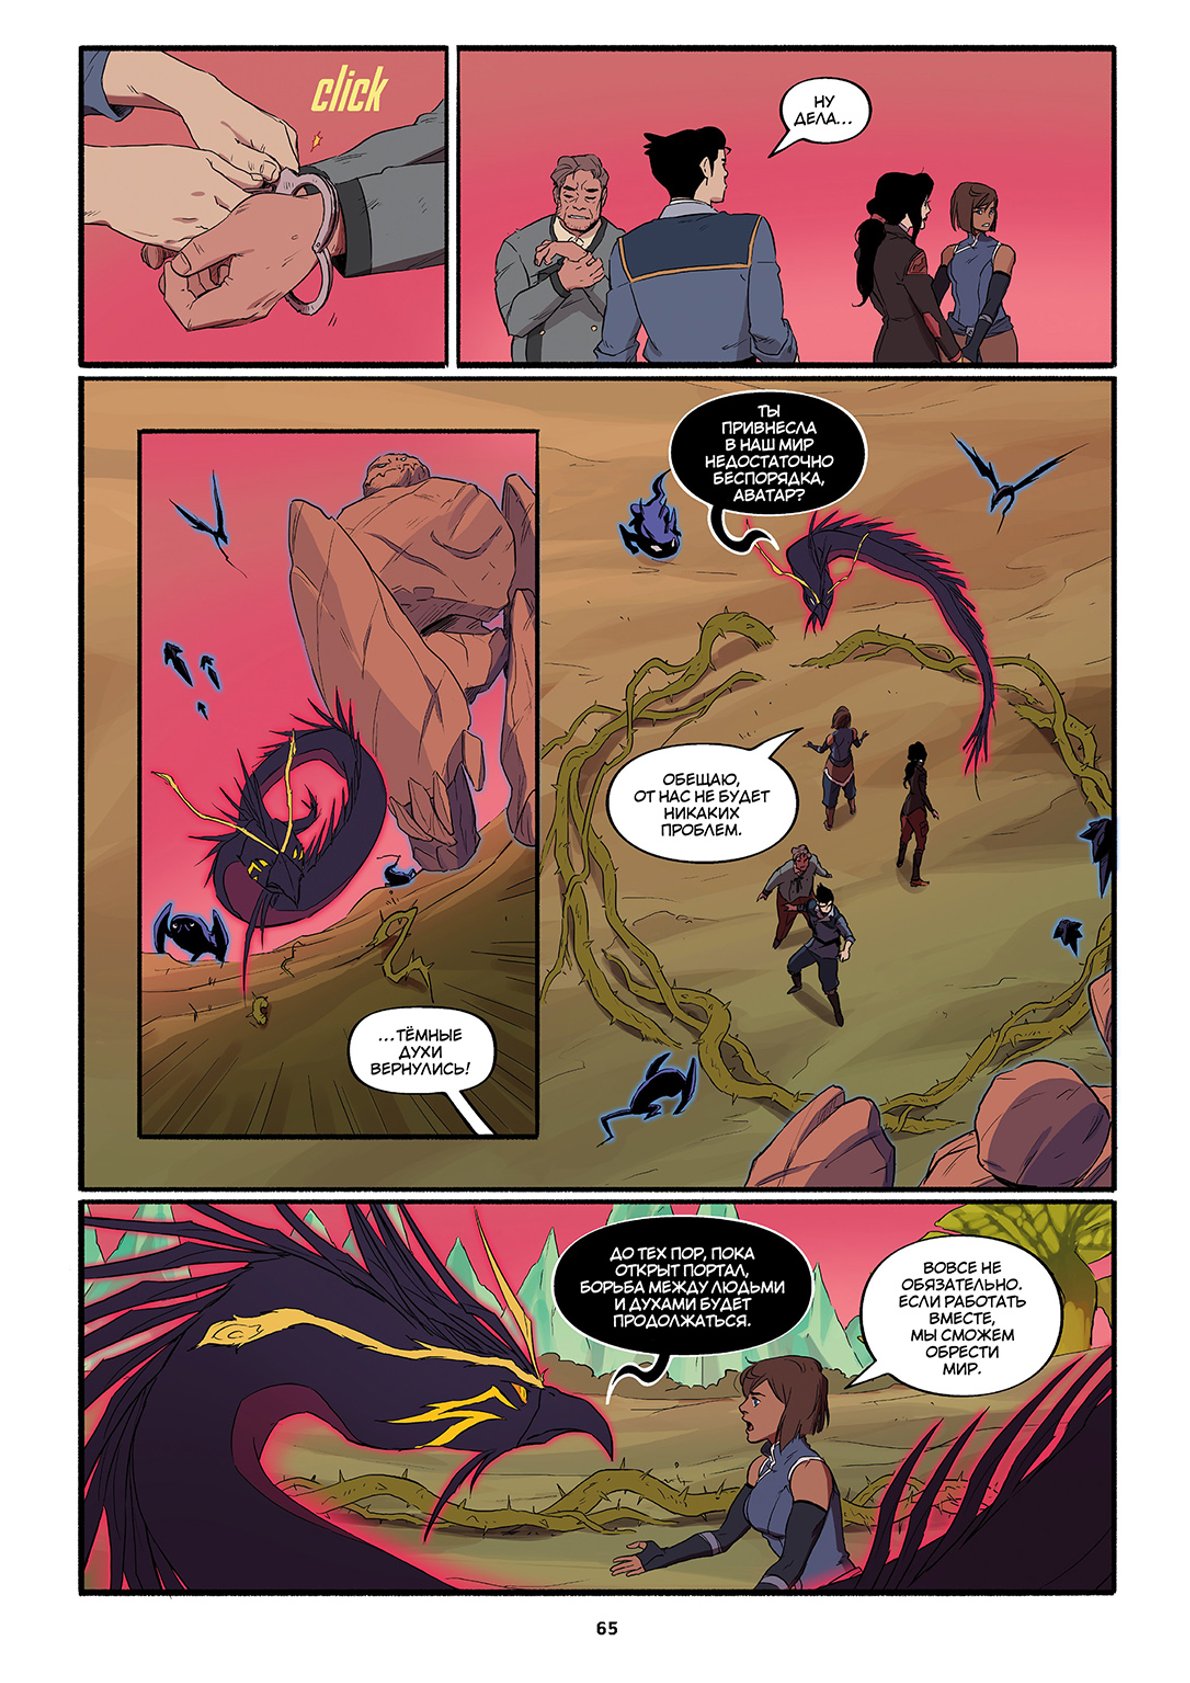 click
НУ
ДЕЛА...
...ТЁМНЫЕ
ДУХИ
ВЕРНУЛИСЬ!
ТЫ
ПРИВНЕСЛА
В НАШ МИР
НЕДОСТАТОЧНО
БЕСПОРЯДКА,
АВАТАР?
ОБЕЩАЮ,
ОТ НАС НЕ БУДЕТ
НИКАКИХ
ПРОБЛЕМ.
ДО ТЕХ ПОР, ПОКА
ОТКРЫТ ПОРТАЛ,
БОРЬБА МЕЖДУ ЛЮДЬМИ
И ДУХАМИ БУДЕТ
ПРОДОЛЖАТЬСЯ.
ВОВСЕ НЕ
ОБЯЗАТЕЛЬНО.
ЕСЛИ РАБОТАТЬ
ВМЕСТЕ,
МЫ СМОЖЕМ
ОБРЕСТИ
МИР.
65